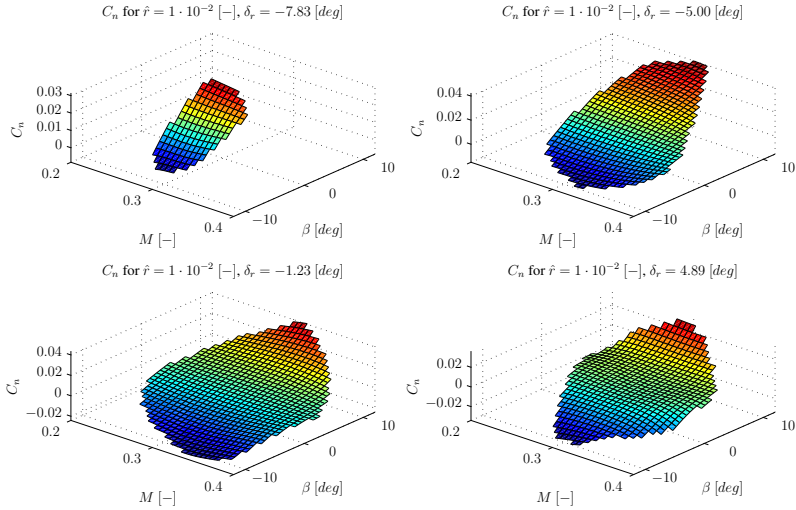 C_n for r̂ = 1 · 10^{-2} [−], δ_r = −7.83 [deg]
0.03
0.02
0.01
0
C_n
0.2
0.3
0.4
M [−]
−10
0
10
β [deg]
C_n for r̂ = 1 · 10^{-2} [−], δ_r = −5.00 [deg]
0.04
0.02
0
C_n
0.2
0.3
0.4
M [−]
−10
0
10
β [deg]
C_n for r̂ = 1 · 10^{-2} [−], δ_r = −1.23 [deg]
0.04
0.02
0
−0.02
C_n
0.2
0.3
0.4
M [−]
−10
0
10
β [deg]
C_n for r̂ = 1 · 10^{-2} [−], δ_r = 4.89 [deg]
0.02
0
−0.02
C_n
0.2
0.3
0.4
M [−]
−10
0
10
β [deg]